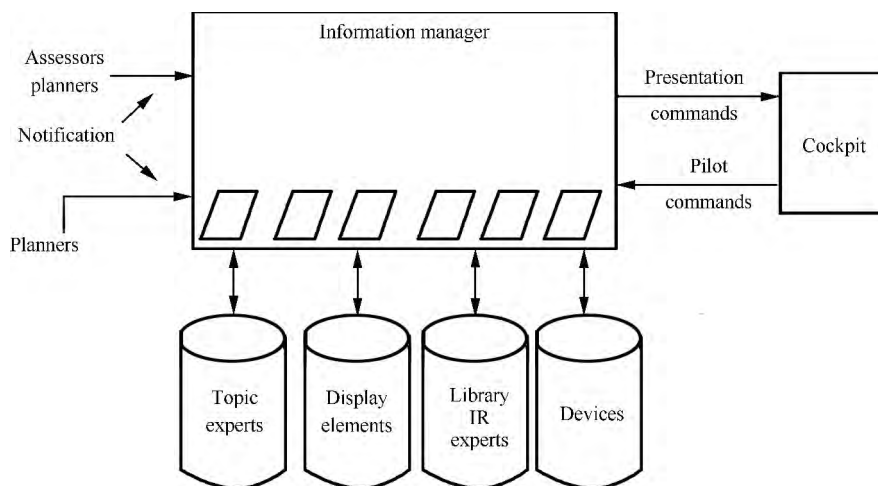 Information manager
Assessors
planners
Notification
Planners
Presentation
commands
Pilot
commands
Cockpit
Topic
experts
Display
elements
Library
IR
experts
Devices